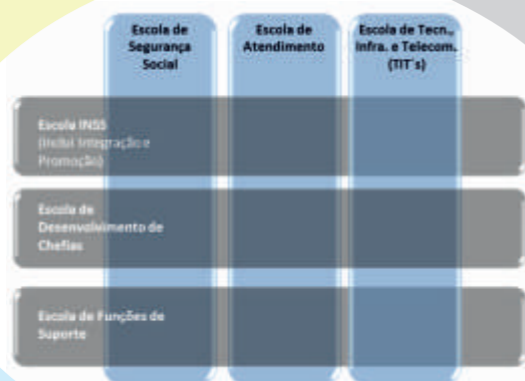 Escola de
Segurança
Social
Escola de
Atendimento
Escola de Tecn.,
Infra. e Telecom.
(TIT´s)
Escola INSS
(Inclui Integração e
Promoção)
Escola de
Desenvolvimento de
Chefias
Escola de Funções de
Suporte